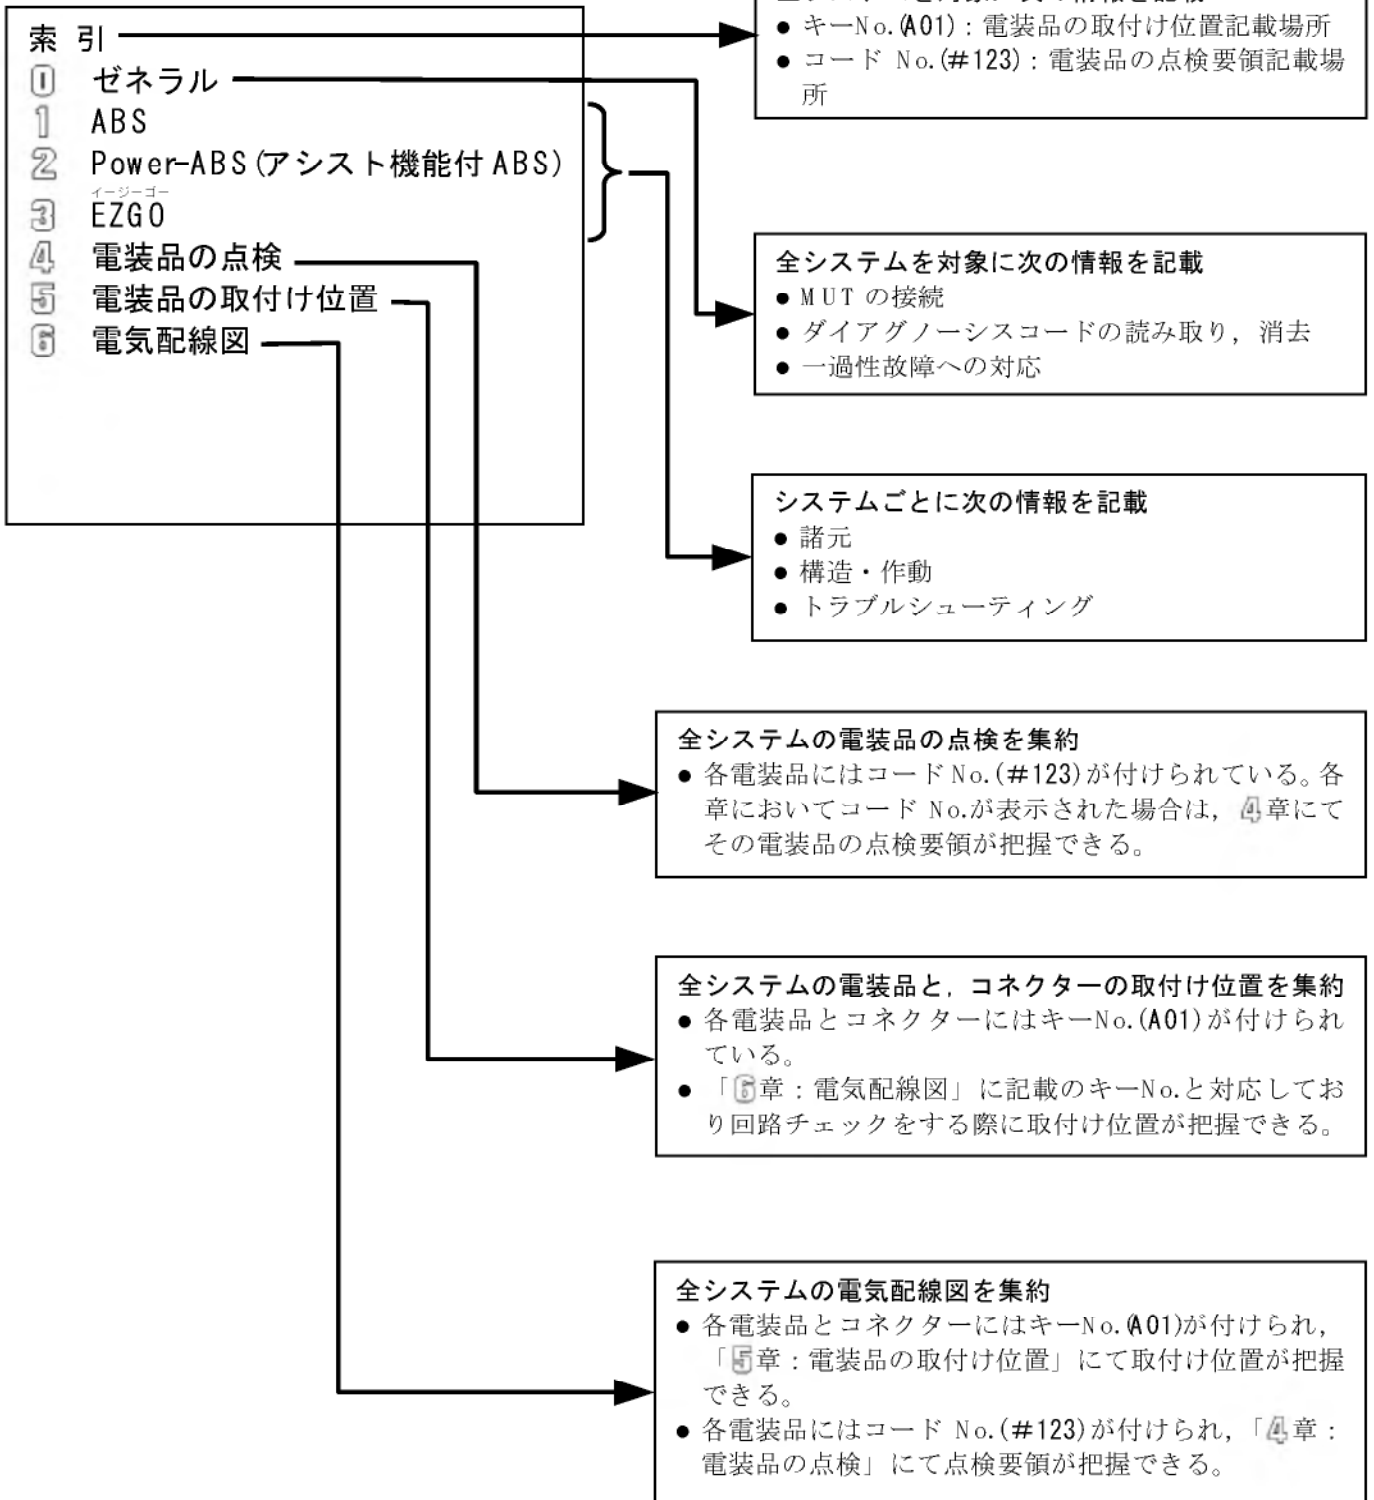 索 引
0 ゼネラル
1 ABS
2 Power-ABS(アシスト機能付 ABS)
イージーゴー
3 EZGO
4 電装品の点検
5 電装品の取付け位置
6 電気配線図
● キーNo.(A01)：電装品の取付け位置記載場所
● コード No.(#123)：電装品の点検要領記載場
所
全システムを対象に次の情報を記載
● MUT の接続
● ダイアグノーシスコードの読み取り，消去
● 一過性故障への対応
システムごとに次の情報を記載
● 諸元
● 構造・作動
● トラブルシューティング
全システムの電装品の点検を集約
● 各電装品にはコード No.(#123)が付けられている。各
章においてコード No.が表示された場合は，4章にて
その電装品の点検要領が把握できる。
全システムの電装品と，コネクターの取付け位置を集約
● 各電装品とコネクターにはキーNo.(A01)が付けられ
ている。
● 「6章：電気配線図」に記載のキーNo.と対応してお
り回路チェックをする際に取付け位置が把握できる。
全システムの電気配線図を集約
● 各電装品とコネクターにはキーNo.(A01)が付けられ，
「5章：電装品の取付け位置」にて取付け位置が把握
できる。
● 各電装品にはコード No.(#123)が付けられ，「4章：
電装品の点検」にて点検要領が把握できる。